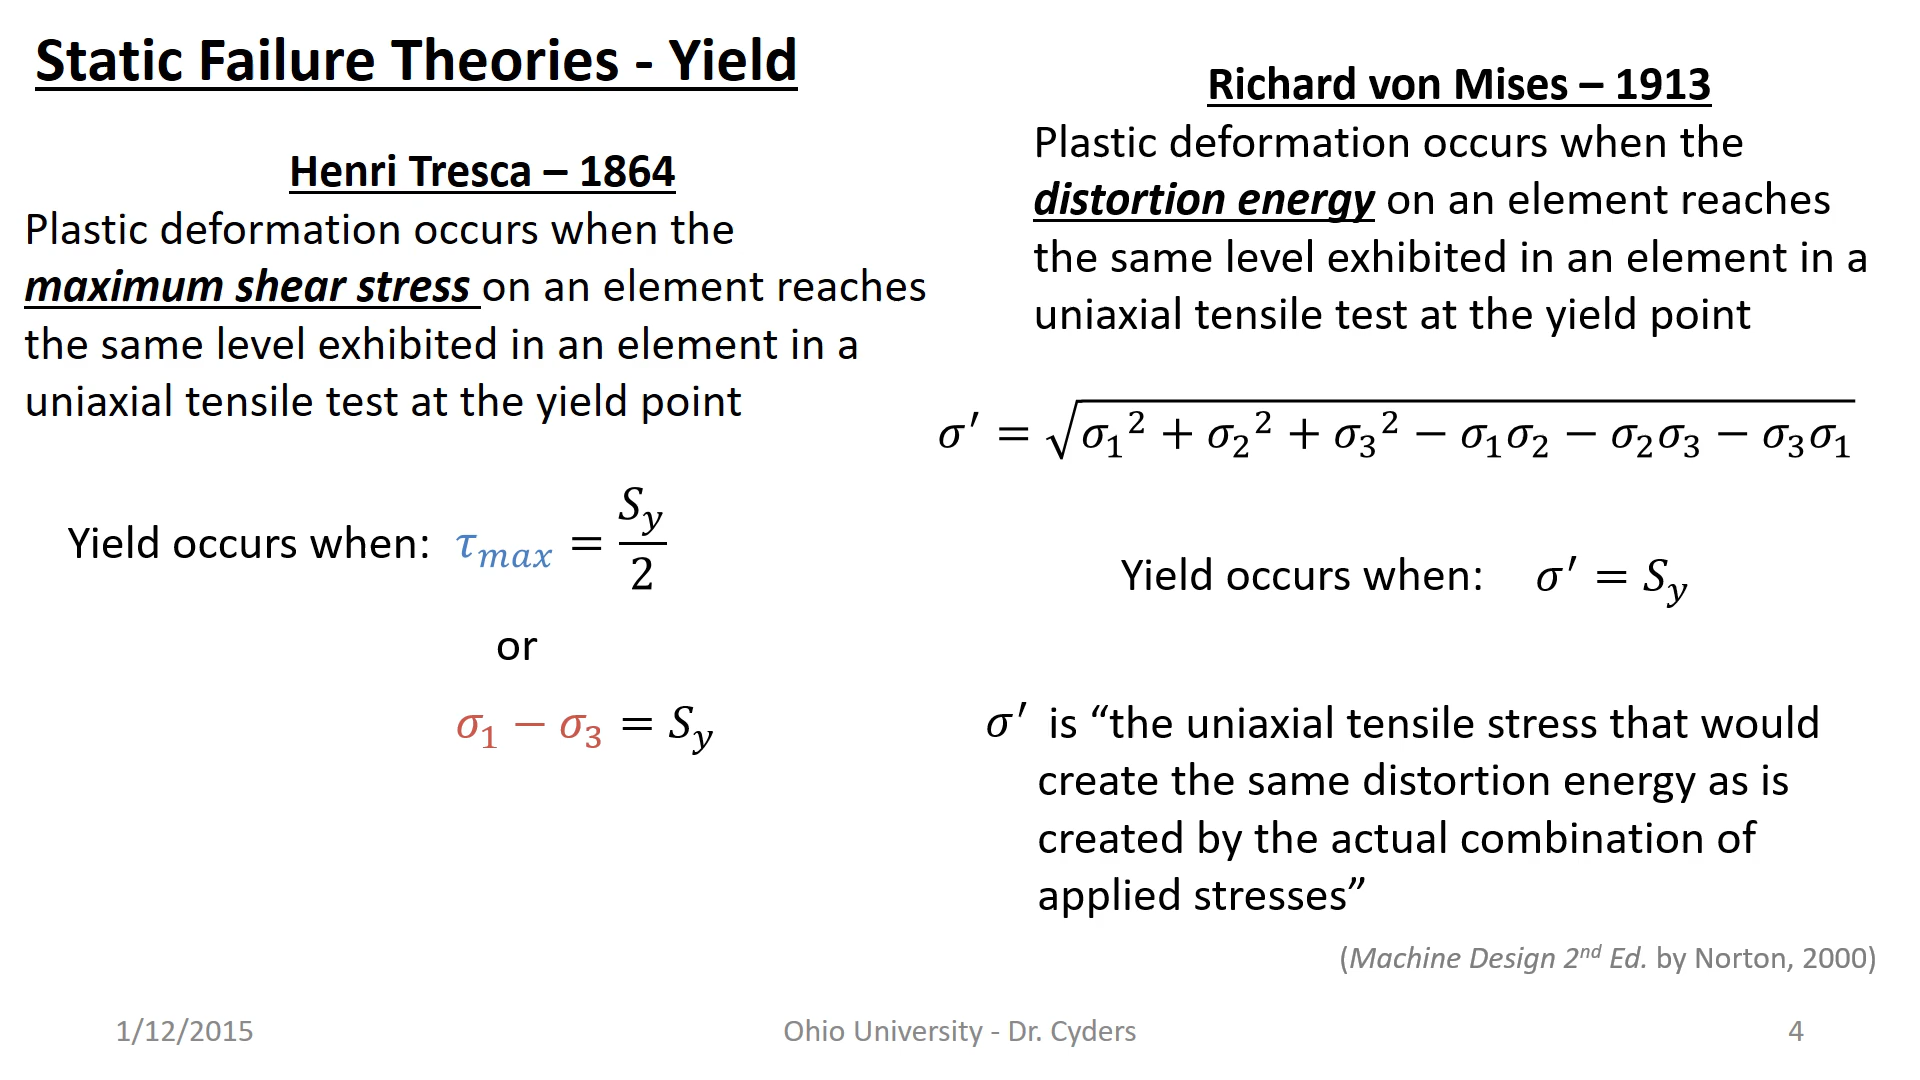 Static Failure Theories - Yield
Henri Tresca – 1864
Plastic deformation occurs when the
maximum shear stress on an element reaches
the same level exhibited in an element in a
uniaxial tensile test at the yield point
Yield occurs when: τ_max = S_y / 2
or
σ₁ − σ₃ = S_y
Richard von Mises – 1913
Plastic deformation occurs when the
distortion energy on an element reaches
the same level exhibited in an element in a
uniaxial tensile test at the yield point
σ′ = √(σ₁² + σ₂² + σ₃² − σ₁σ₂ − σ₂σ₃ − σ₃σ₁)
Yield occurs when: σ′ = S_y
σ′ is “the uniaxial tensile stress that would
create the same distortion energy as is
created by the actual combination of
applied stresses”
(Machine Design 2nd Ed. by Norton, 2000)
1/12/2015
Ohio University - Dr. Cyders
4